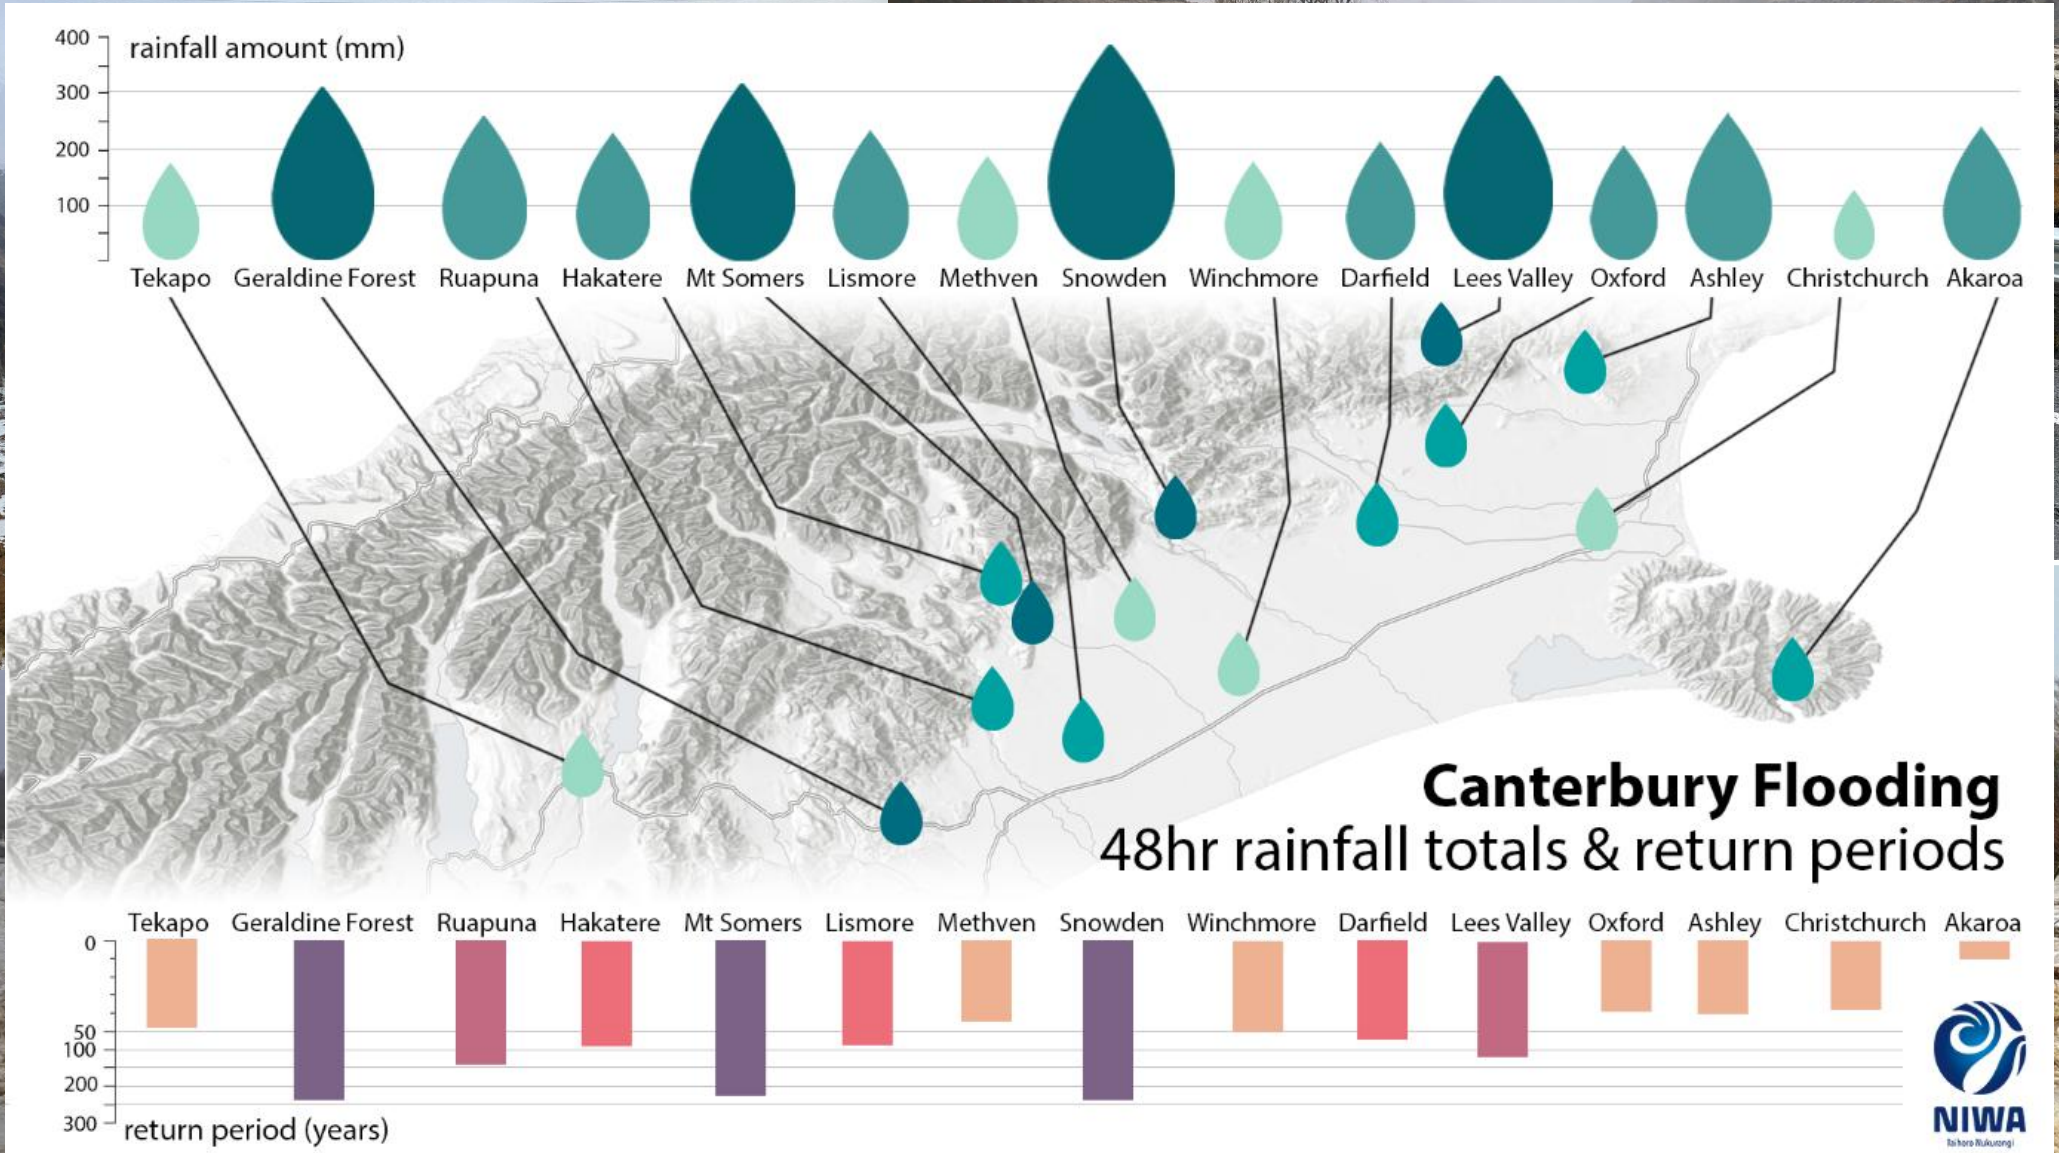 400
rainfall amount (mm)
300
200
100
Tekapo Geraldine Forest Ruapuna Hakatere Mt Somers Lismore Methven Snowden Winchmore Darfield Lees Valley Oxford Ashley Christchurch Akaroa
Canterbury Flooding
48hr rainfall totals & return periods
Tekapo Geraldine Forest Ruapuna Hakatere Mt Somers Lismore Methven Snowden Winchmore Darfield Lees Valley Oxford Ashley Christchurch Akaroa
0
50
100
200
300
return period (years)
NIWA
Taihoro Nukurangi